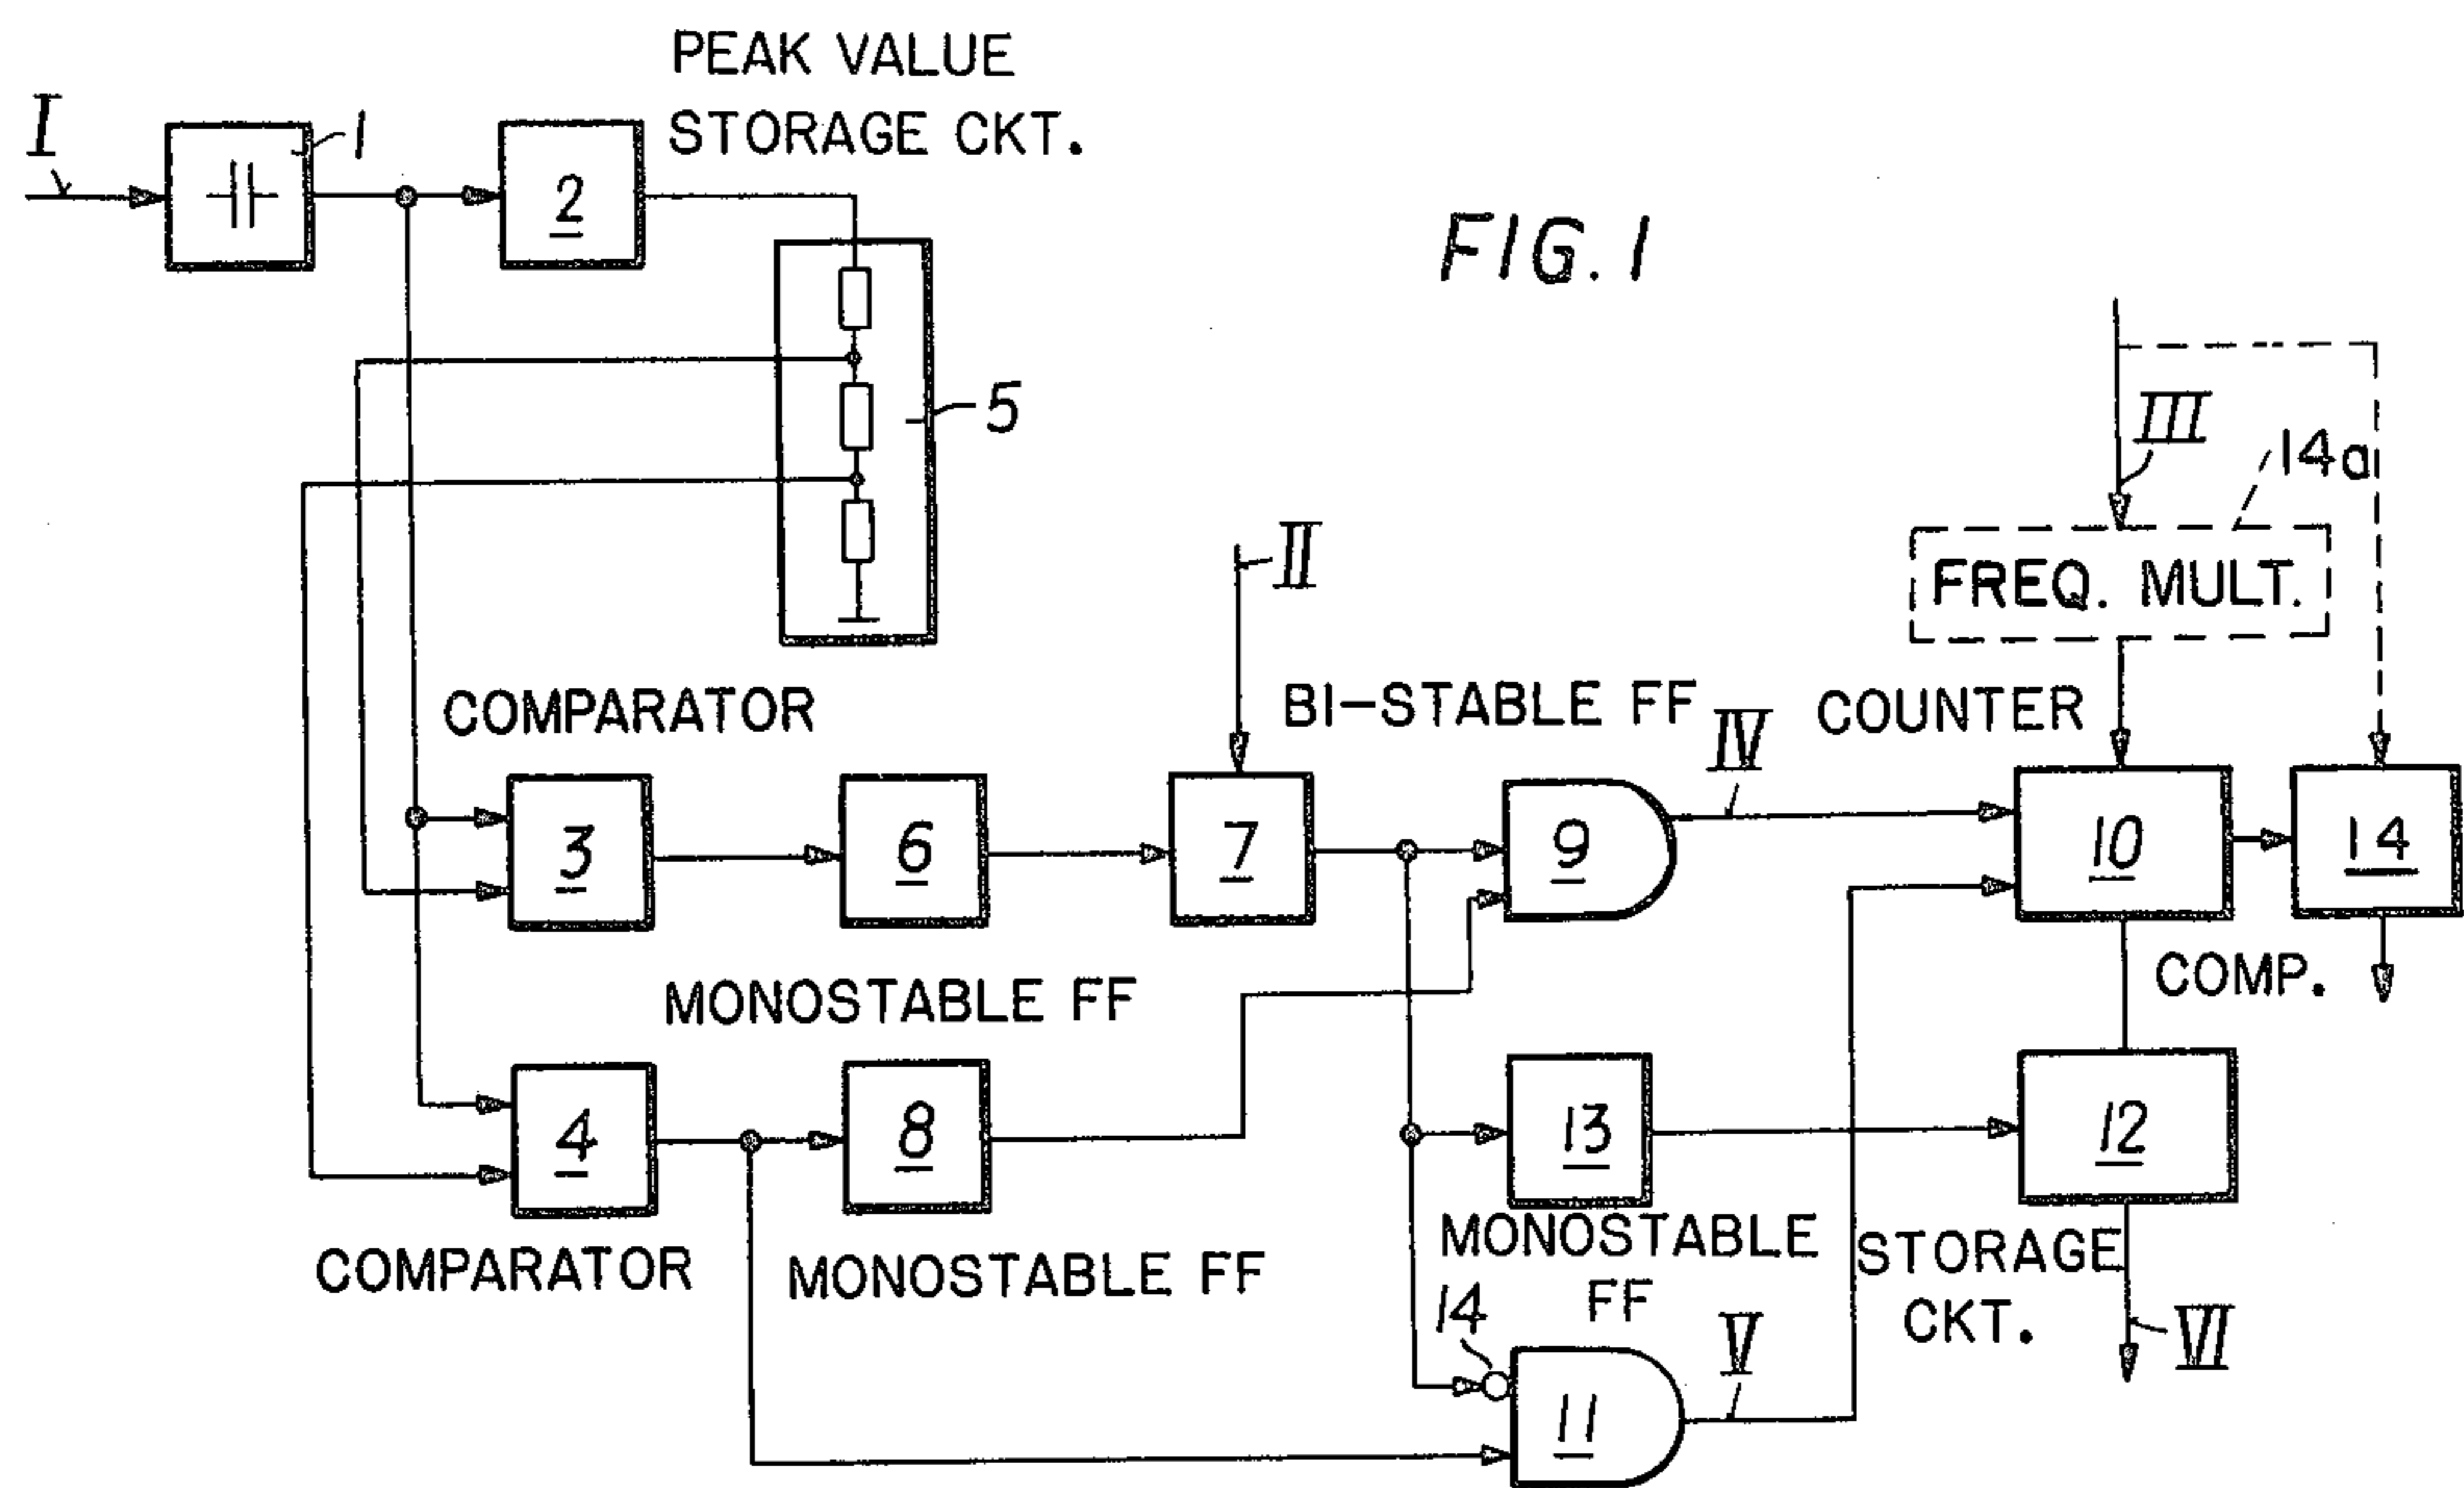 PEAK VALUE
STORAGE CKT.
I
1
2
FIG. 1
5
III
14a
II
FREQ. MULT.
COMPARATOR
BI-STABLE FF
IV
COUNTER
3
6
7
9
10
14
MONOSTABLE FF
COMP.
4
8
13
12
COMPARATOR
MONOSTABLE FF
MONOSTABLE
FF
STORAGE
CKT.
14
V
VI
11